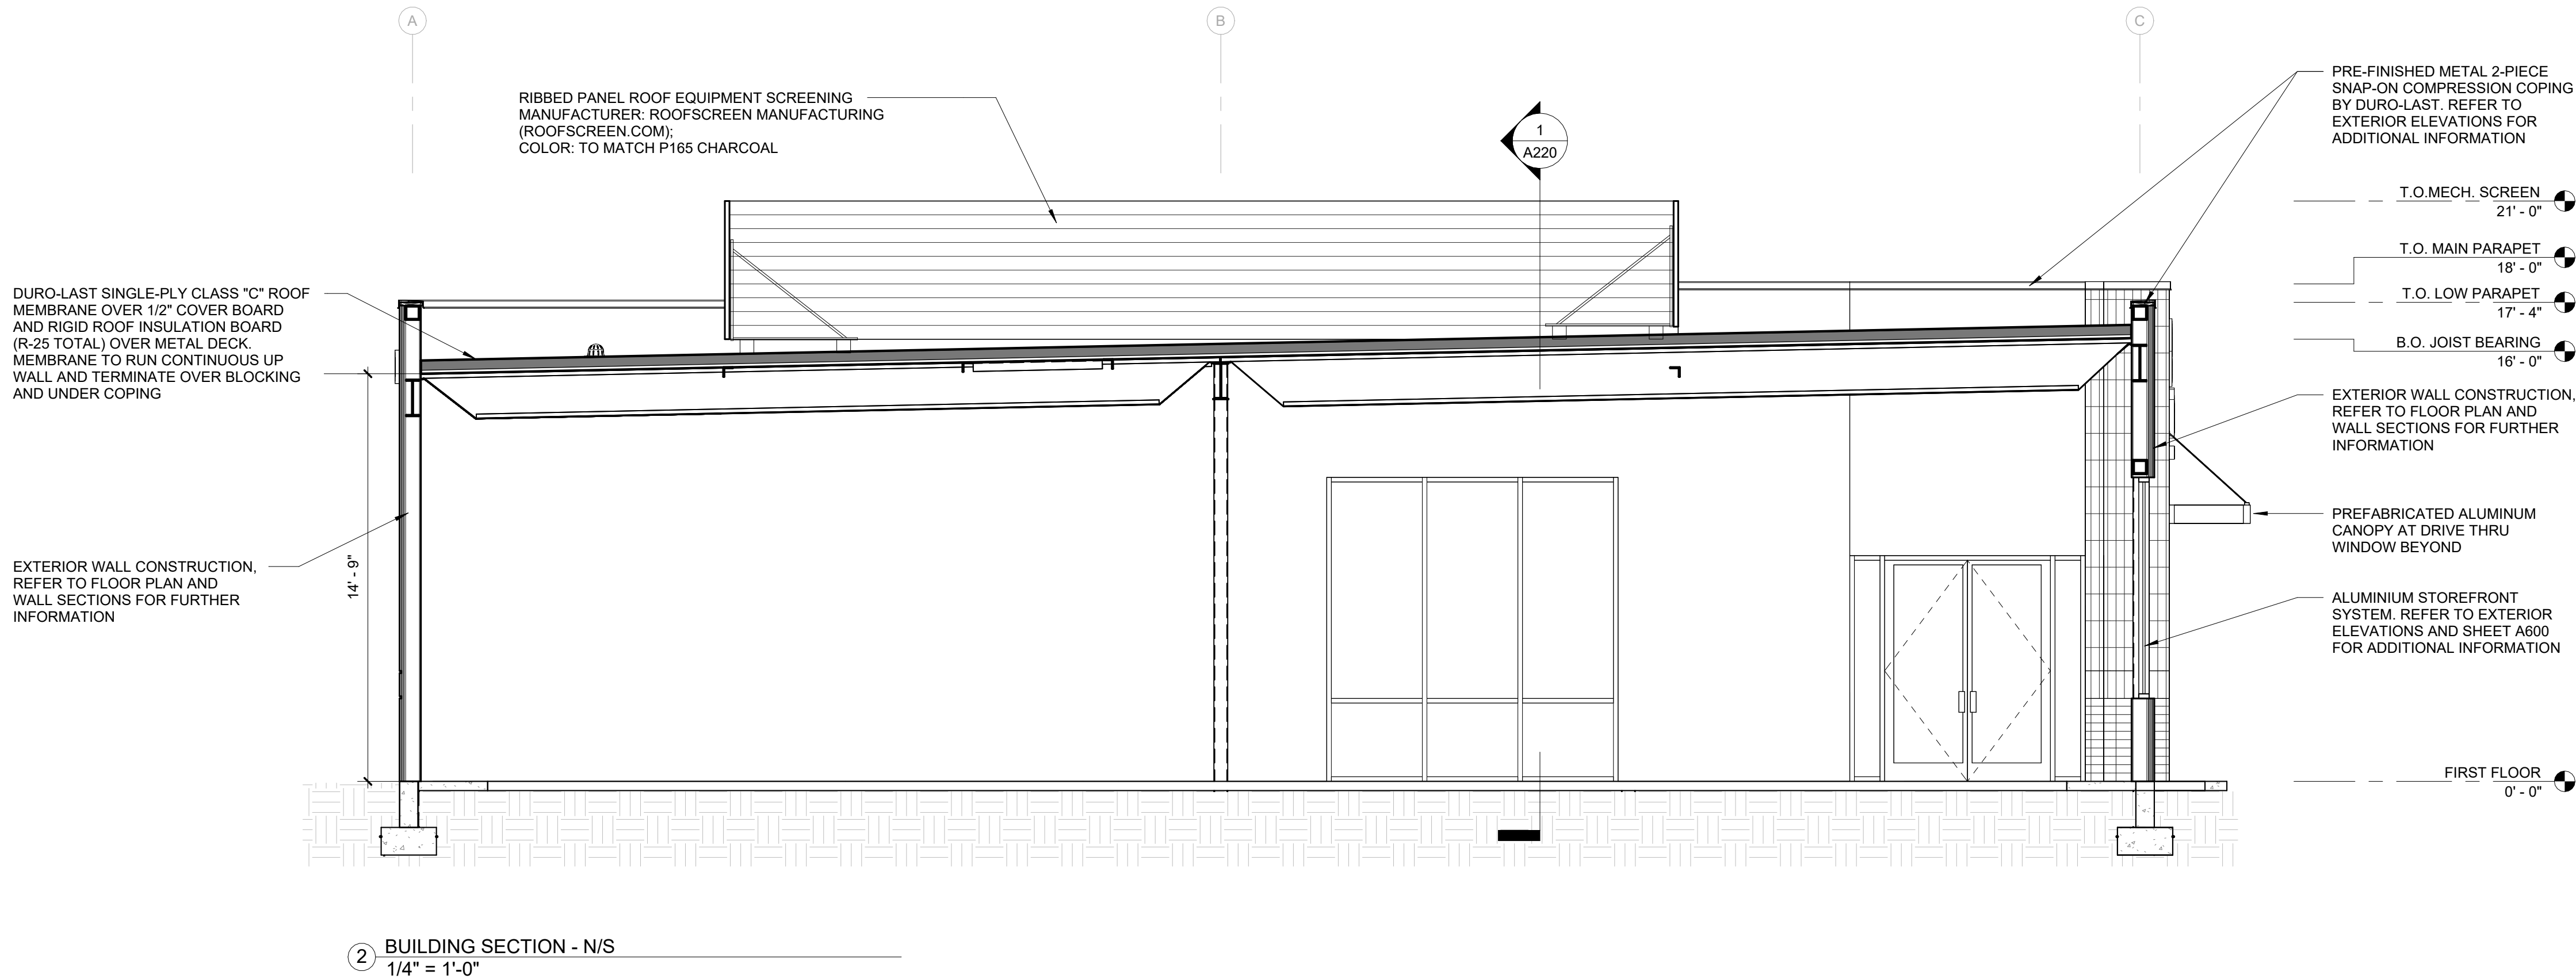 A
B
C
RIBBED PANEL ROOF EQUIPMENT SCREENING
MANUFACTURER: ROOFSCREEN MANUFACTURING
(ROOFSCREEN.COM);
COLOR: TO MATCH P165 CHARCOAL
1
A220
PRE-FINISHED METAL 2-PIECE
SNAP-ON COMPRESSION COPING
BY DURO-LAST. REFER TO
EXTERIOR ELEVATIONS FOR
ADDITIONAL INFORMATION
T.O.MECH. SCREEN
21' - 0"
T.O. MAIN PARAPET
18' - 0"
T.O. LOW PARAPET
17' - 4"
B.O. JOIST BEARING
16' - 0"
DURO-LAST SINGLE-PLY CLASS "C" ROOF
MEMBRANE OVER 1/2" COVER BOARD
AND RIGID ROOF INSULATION BOARD
(R-25 TOTAL) OVER METAL DECK.
MEMBRANE TO RUN CONTINUOUS UP
WALL AND TERMINATE OVER BLOCKING
AND UNDER COPING
EXTERIOR WALL CONSTRUCTION,
REFER TO FLOOR PLAN AND
WALL SECTIONS FOR FURTHER
INFORMATION
PREFABRICATED ALUMINUM
CANOPY AT DRIVE THRU
WINDOW BEYOND
EXTERIOR WALL CONSTRUCTION,
REFER TO FLOOR PLAN AND
WALL SECTIONS FOR FURTHER
INFORMATION
14' - 9"
ALUMINIUM STOREFRONT
SYSTEM. REFER TO EXTERIOR
ELEVATIONS AND SHEET A600
FOR ADDITIONAL INFORMATION
FIRST FLOOR
0' - 0"
2
BUILDING SECTION - N/S
1/4" = 1'-0"